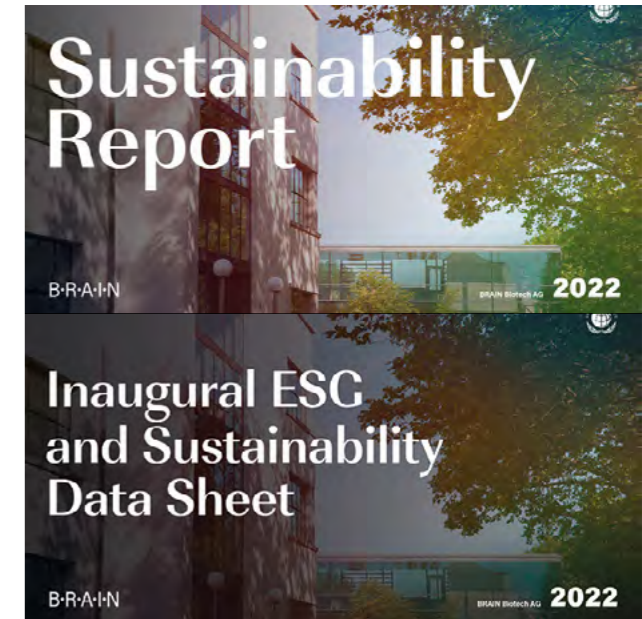 Sustainability
Report
B·R·A·I·N
BRAIN Biotech AG 2022
Inaugural ESG
and Sustainability
Data Sheet
B·R·A·I·N
BRAIN Biotech AG 2022